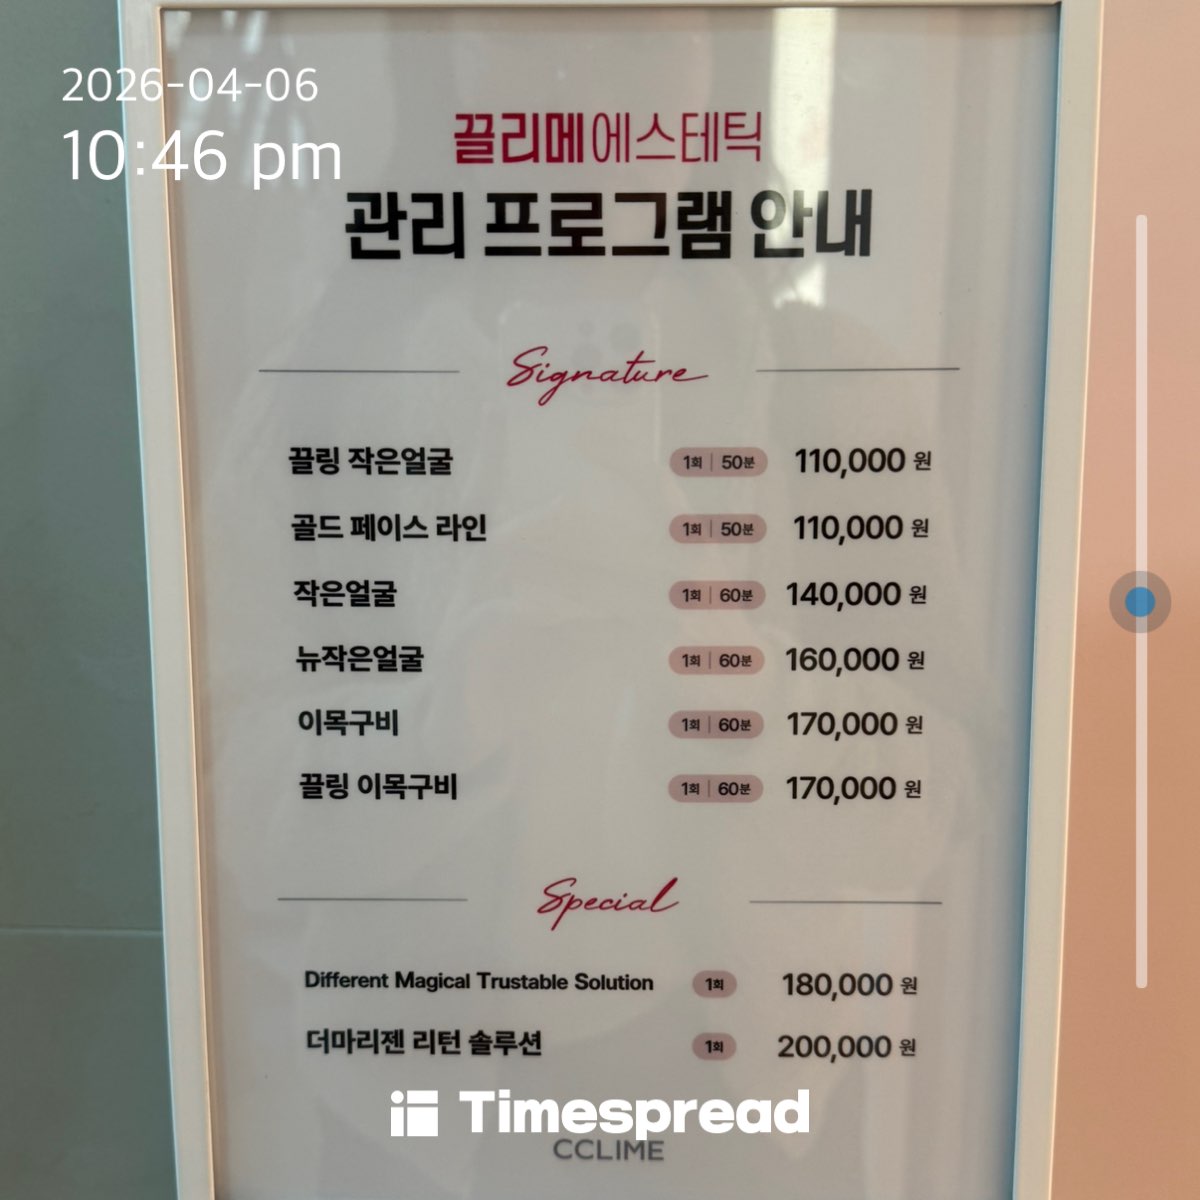 2026-04-06
10:46 pm
끌리메에스테틱
관리 프로그램 안내
Signature
끌링 작은얼굴 1회 | 50분 110,000 원
골드 페이스 라인 1회 | 50분 110,000 원
작은얼굴 1회 | 60분 140,000 원
뉴작은얼굴 1회 | 60분 160,000 원
이목구비 1회 | 60분 170,000 원
끌링 이목구비 1회 | 60분 170,000 원
Special
Different Magical Trustable Solution 1회 180,000 원
더마리젠 리턴 솔루션 1회 200,000 원
Timespread
CCLIME